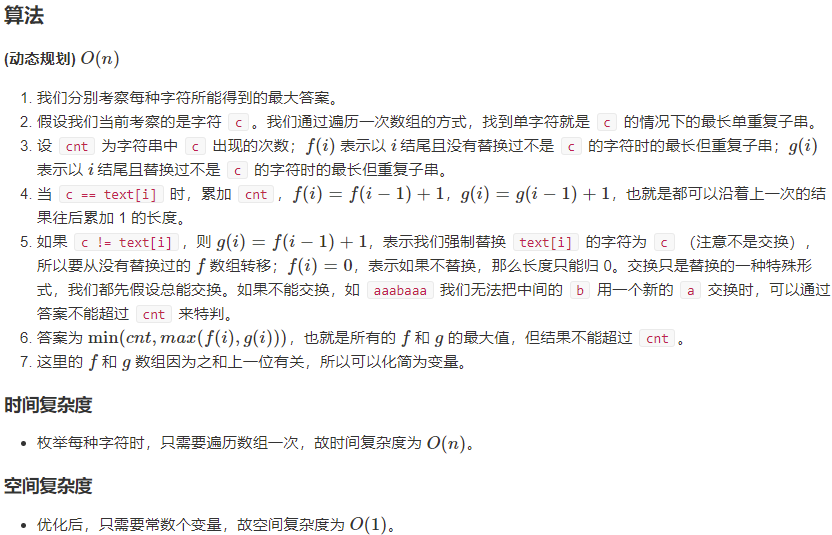 算法
(动态规划) O(n)
1. 我们分别考察每种字符所能得到的最大答案。
2. 假设我们当前考察的是字符 c 。我们通过遍历一次数组的方式，找到单字符就是 c 的情况下的最长单重复子串。
3. 设 cnt 为字符串中 c 出现的次数；f(i) 表示以 i 结尾且没有替换过不是 c 的字符时的最长但重复子串；g(i)
表示以 i 结尾且替换过不是 c 的字符时的最长但重复子串。
4. 当 c == text[i] 时，累加 cnt ，f(i) = f(i − 1) + 1，g(i) = g(i − 1) + 1，也就是都可以沿着上一次的结
果往后累加 1 的长度。
5. 如果 c != text[i] ，则 g(i) = f(i − 1) + 1，表示我们强制替换 text[i] 的字符为 c （注意不是交换），
所以要从没有替换过的 f 数组转移；f(i) = 0，表示如果不替换，那么长度只能归 0。交换只是替换的一种特殊形
式，我们都先假设总能交换。如果不能交换，如 aaabaaa 我们无法把中间的 b 用一个新的 a 交换时，可以通过
答案不能超过 cnt 来特判。
6. 答案为 min(cnt, max(f(i), g(i)))，也就是所有的 f 和 g 的最大值，但结果不能超过 cnt 。
7. 这里的 f 和 g 数组因为之和上一位有关，所以可以化简为变量。
时间复杂度
• 枚举每种字符时，只需要遍历数组一次，故时间复杂度为 O(n)。
空间复杂度
• 优化后，只需要常数个变量，故空间复杂度为 O(1)。